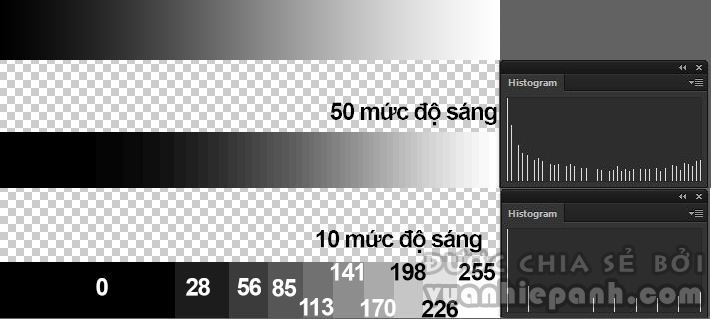 50 mức độ sáng
Histogram
10 mức độ sáng
Histogram
0 28 56 85 113 141 170 198 226 255
ĐƯỢC CHIA SẺ BỞI
xuanhiepanh.com